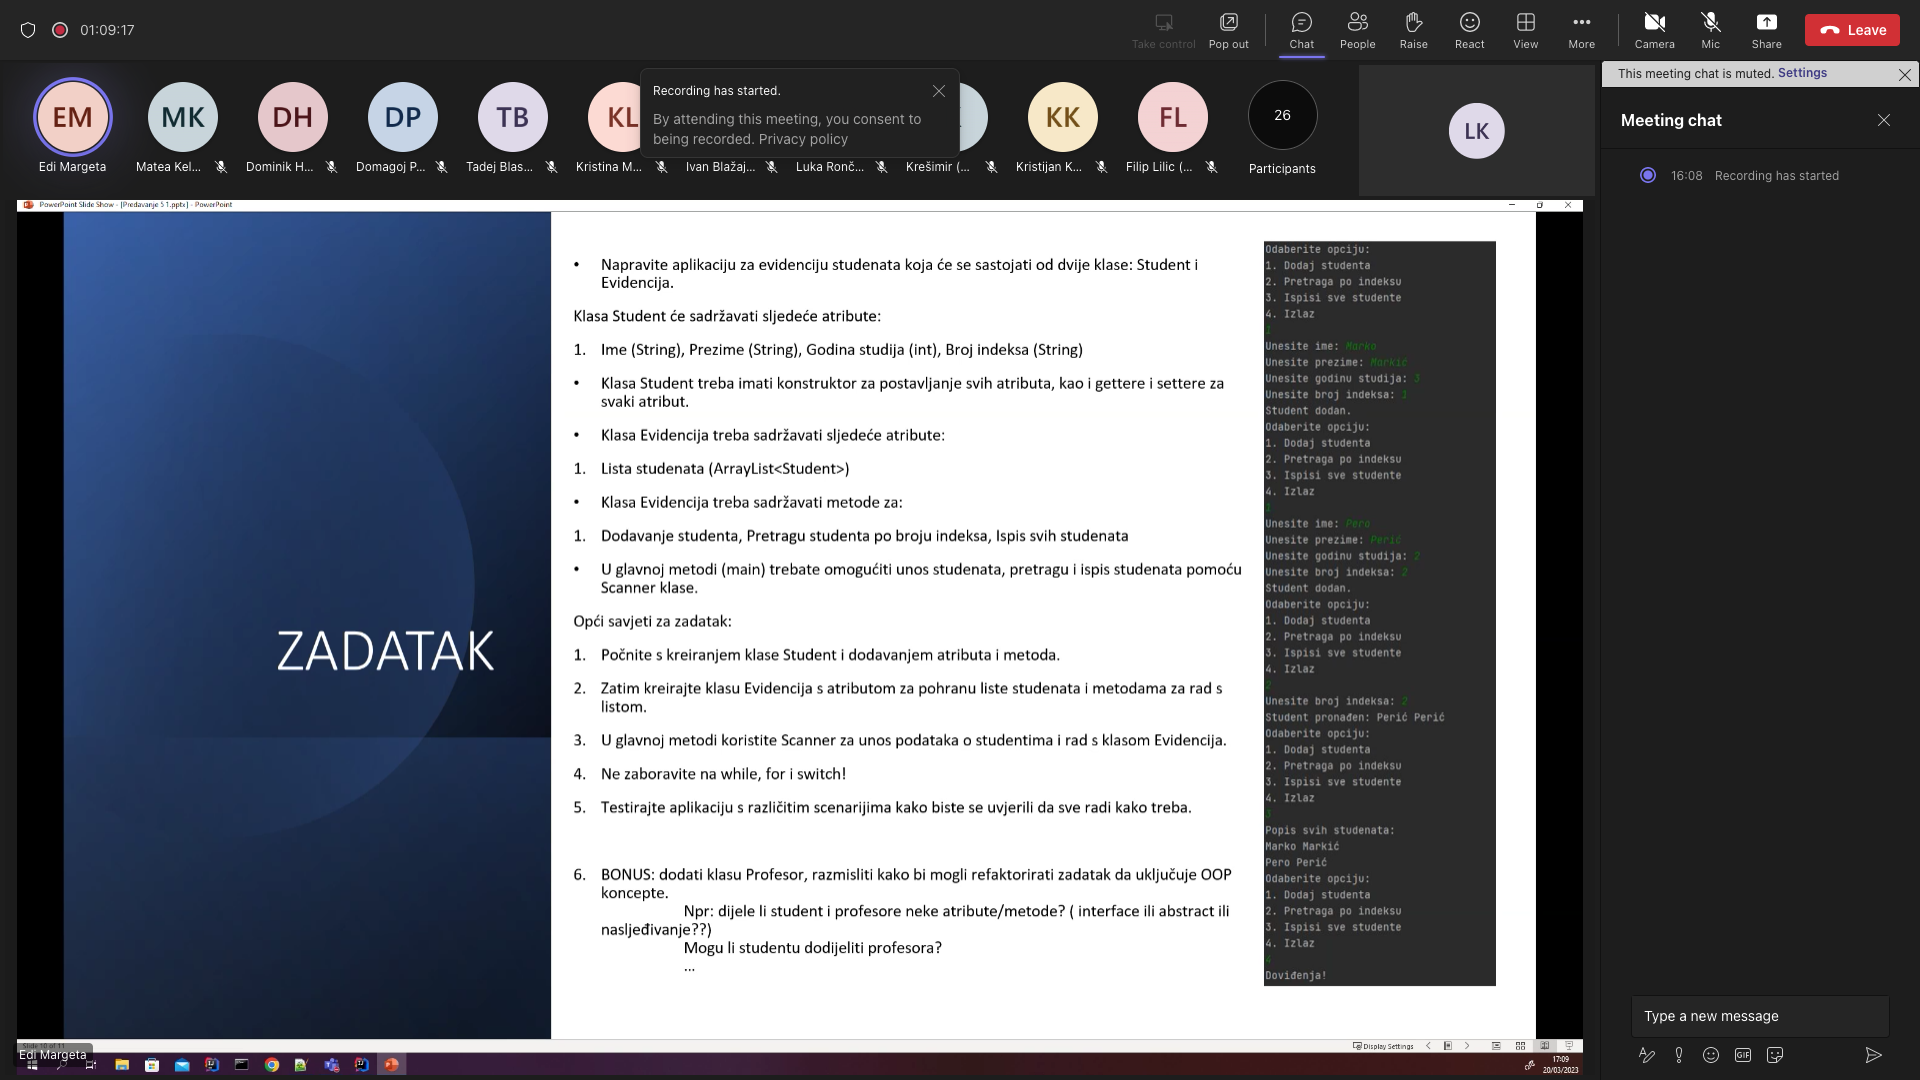 01:09:17
Take control
Pop out
Chat
People
Raise
React
View
More
Camera
Mic
Share
Leave
EM
MK
DH
DP
TB
KL
KK
FL
26
LK
Edi Margeta
Matea Kel...
Dominik H...
Domagoj P...
Tadej Blas...
Kristina M...
Ivan Blažaj...
Luka Ronč...
Krešimir (...
Kristijan K...
Filip Lilic (...
Participants
Recording has started.
By attending this meeting, you consent to
being recorded. Privacy policy
This meeting chat is muted. Settings
Meeting chat
16:08 Recording has started
PowerPoint Slide Show - [Predavanje 5.1.pptx] - PowerPoint
ZADATAK
• Napravite aplikaciju za evidenciju studenata koja će se sastojati od dvije klase: Student i
Evidencija.
Klasa Student će sadržavati sljedeće atribute:
1. Ime (String), Prezime (String), Godina studija (int), Broj indeksa (String)
• Klasa Student treba imati konstruktor za postavljanje svih atributa, kao i gettere i settere za
svaki atribut.
• Klasa Evidencija treba sadržavati sljedeće atribute:
1. Lista studenata (ArrayList<Student>)
• Klasa Evidencija treba sadržavati metode za:
1. Dodavanje studenta, Pretragu studenta po broju indeksa, Ispis svih studenata
• U glavnoj metodi (main) trebate omogućiti unos studenata, pretragu i ispis studenata pomoću
Scanner klase.
Opći savjeti za zadatak:
1. Počnite s kreiranjem klase Student i dodavanjem atributa i metoda.
2. Zatim kreirajte klasu Evidencija s atributom za pohranu liste studenata i metodama za rad s
listom.
3. U glavnoj metodi koristite Scanner za unos podataka o studentima i rad s klasom Evidencija.
4. Ne zaboravite na while, for i switch!
5. Testirajte aplikaciju s različitim scenarijima kako biste se uvjerili da sve radi kako treba.
6. BONUS: dodati klasu Profesor, razmisliti kako bi mogli refaktorirati zadatak da uključuje OOP
koncepte.
Npr: dijele li student i profesore neke atribute/metode? ( interface ili abstract ili
nasljeđivanje??)
Mogu li studentu dodijeliti profesora?
...
Odaberite opciju:
1. Dodaj studenta
2. Pretraga po indeksu
3. Ispisi sve studente
4. Izlaz
1
Unesite ime: Marko
Unesite prezime: Markić
Unesite godinu studija: 3
Unesite broj indeksa: 1
Student dodan.
Odaberite opciju:
1. Dodaj studenta
2. Pretraga po indeksu
3. Ispisi sve studente
4. Izlaz
1
Unesite ime: Pero
Unesite prezime: Perić
Unesite godinu studija: 2
Unesite broj indeksa: 2
Student dodan.
Odaberite opciju:
1. Dodaj studenta
2. Pretraga po indeksu
3. Ispisi sve studente
4. Izlaz
2
Unesite broj indeksa: 2
Student pronađen: Perić Perić
Odaberite opciju:
1. Dodaj studenta
2. Pretraga po indeksu
3. Ispisi sve studente
4. Izlaz
3
Popis svih studenata:
Marko Markić
Pero Perić
Odaberite opciju:
1. Dodaj studenta
2. Pretraga po indeksu
3. Ispisi sve studente
4. Izlaz
4
Doviđenja!
Type a new message
GIF
Edi Margeta
Display Settings
17:09
20/03/2023